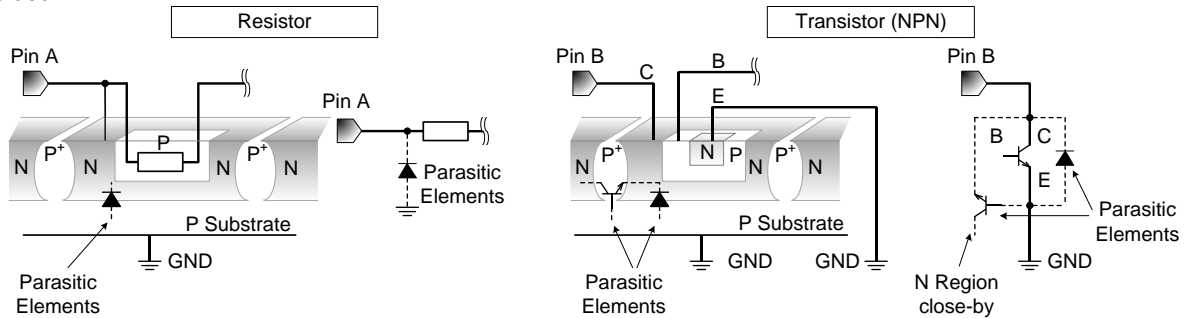 Resistor
Transistor (NPN)
Pin A
Pin A
N
P+
N
P
P+
N
N
Parasitic
Elements
P Substrate
GND
Parasitic
Elements
Pin B
C
B
E
N
P+
N
N
P
P+
N
N
P Substrate
GND
GND
Parasitic
Elements
Pin B
B
C
E
Parasitic
Elements
GND
N Region
close-by